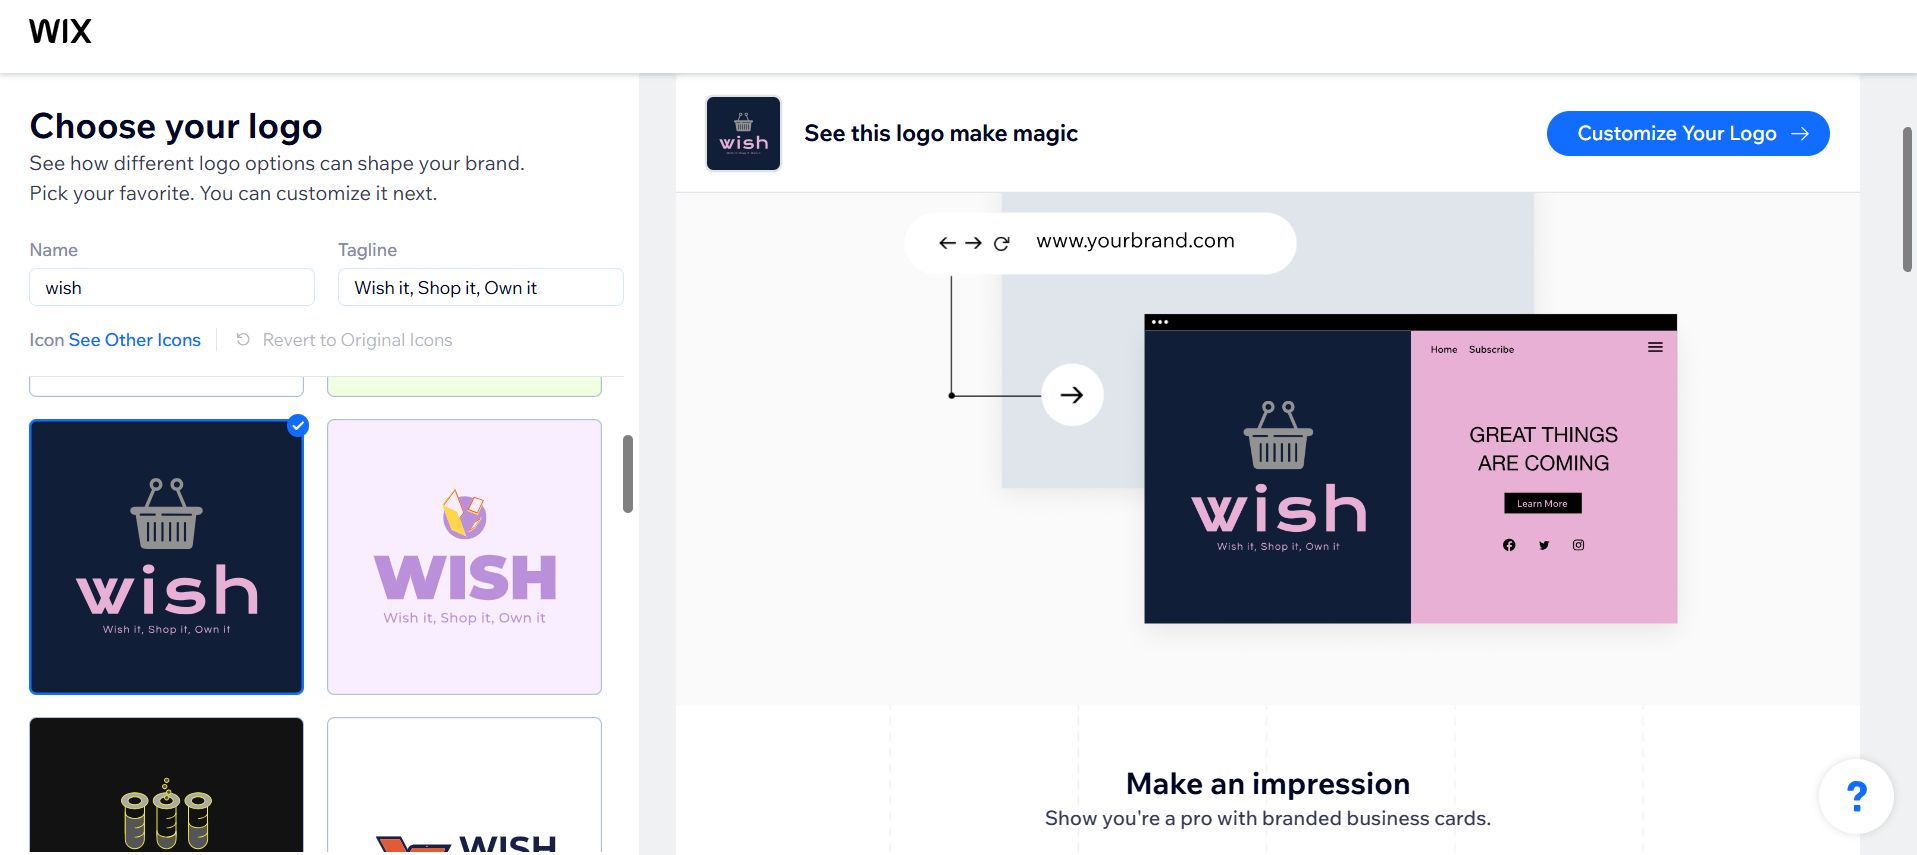 WIX
Choose your logo
See how different logo options can shape your brand.
Pick your favorite. You can customize it next.
Name
Tagline
wish
Wish it, Shop it, Own it
Icon See Other Icons
Revert to Original Icons
wish
Wish it, Shop it, Own it
WISH
Wish it, Shop it, Own it
WISH
wish
See this logo make magic
Customize Your Logo
www.yourbrand.com
wish
Wish it, Shop it, Own it
Home Subscribe
GREAT THINGS
ARE COMING
Learn More
Make an impression
Show you're a pro with branded business cards.
?